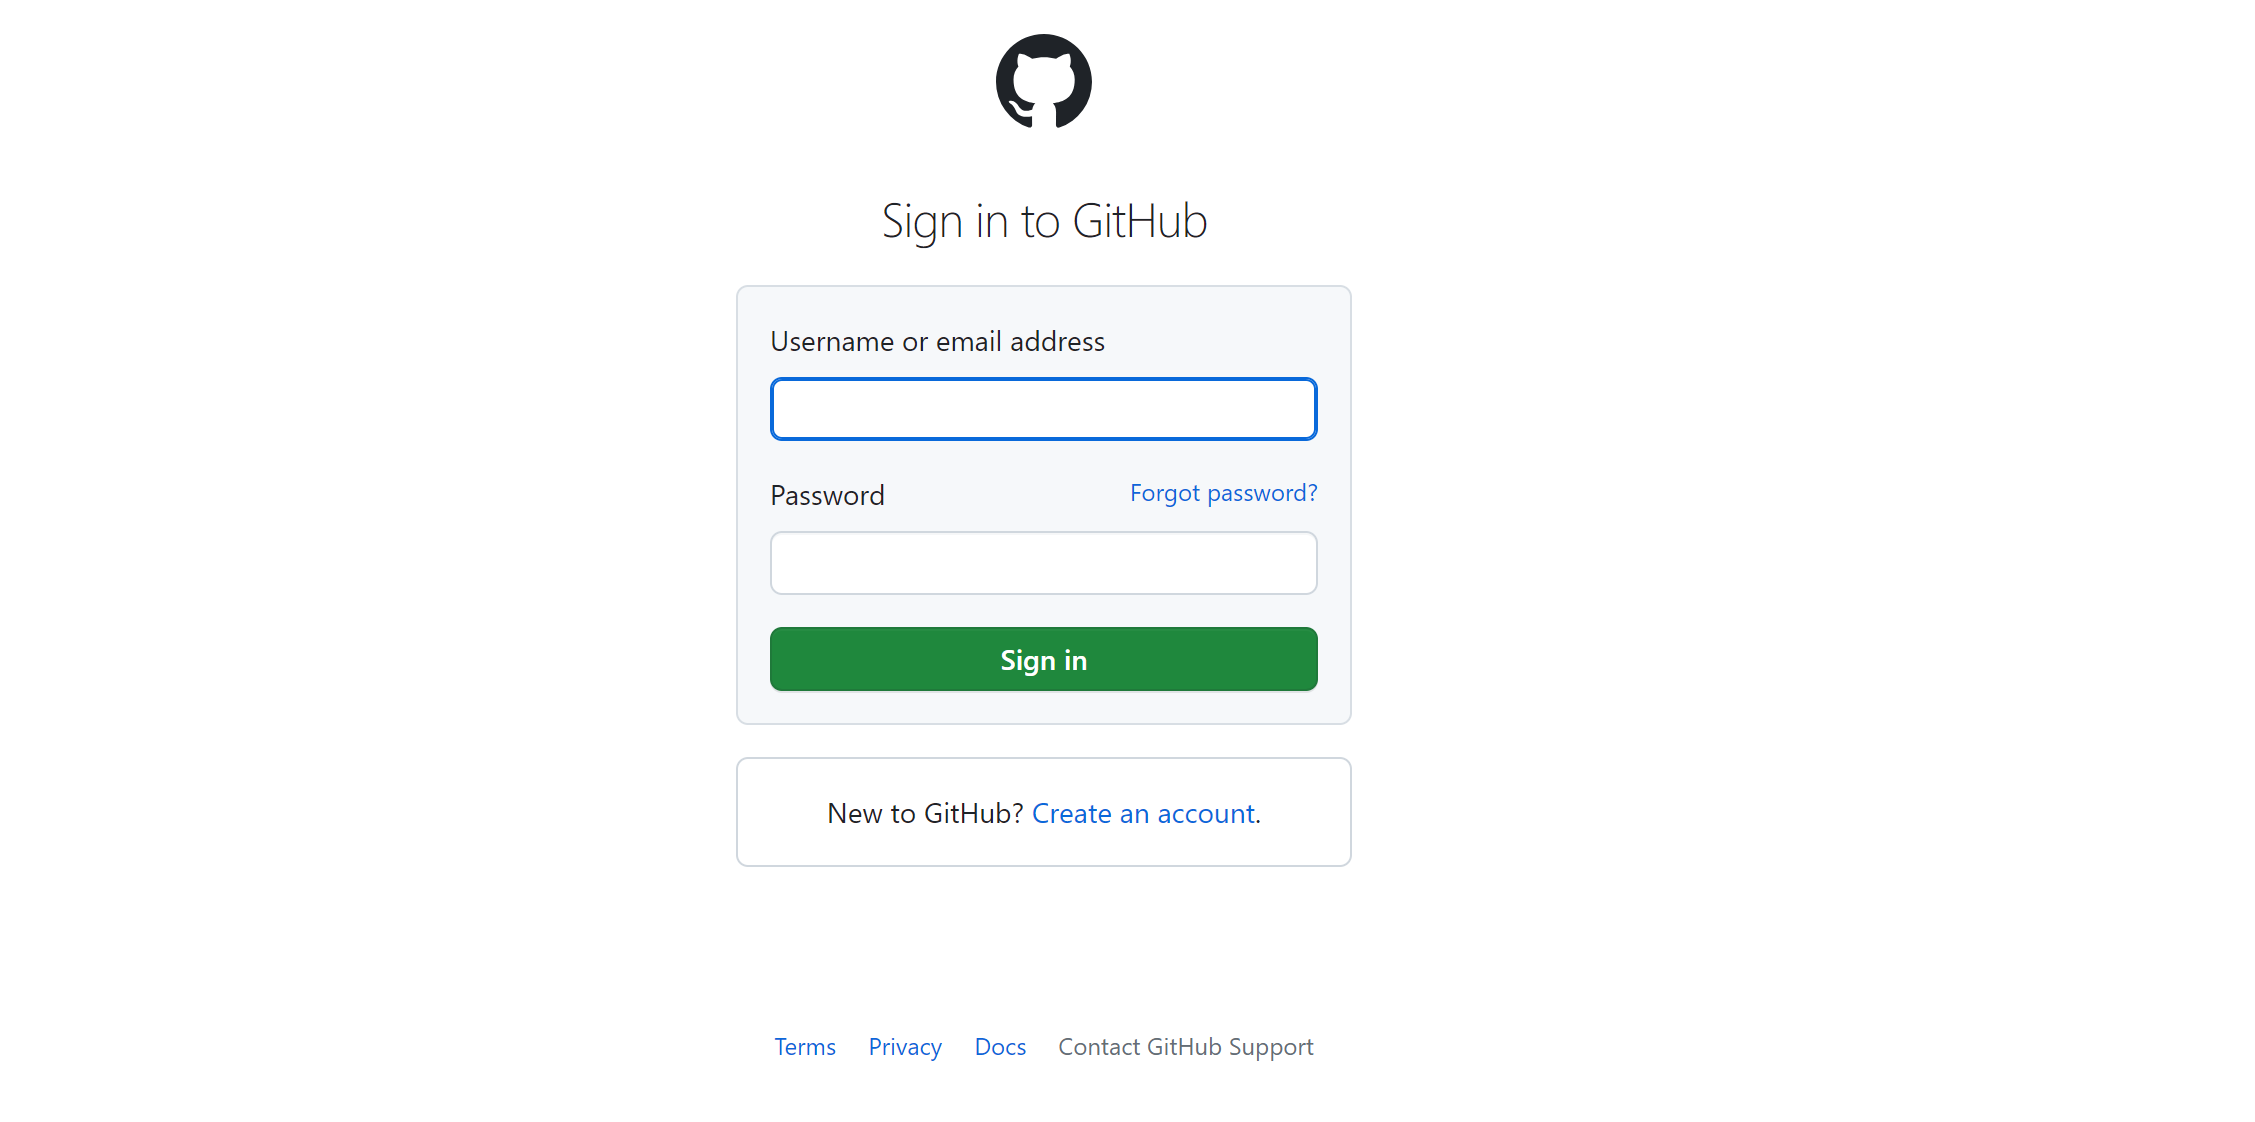 Sign in to GitHub
Username or email address
Password Forgot password?
Sign in
New to GitHub? Create an account.
Terms Privacy Docs Contact GitHub Support